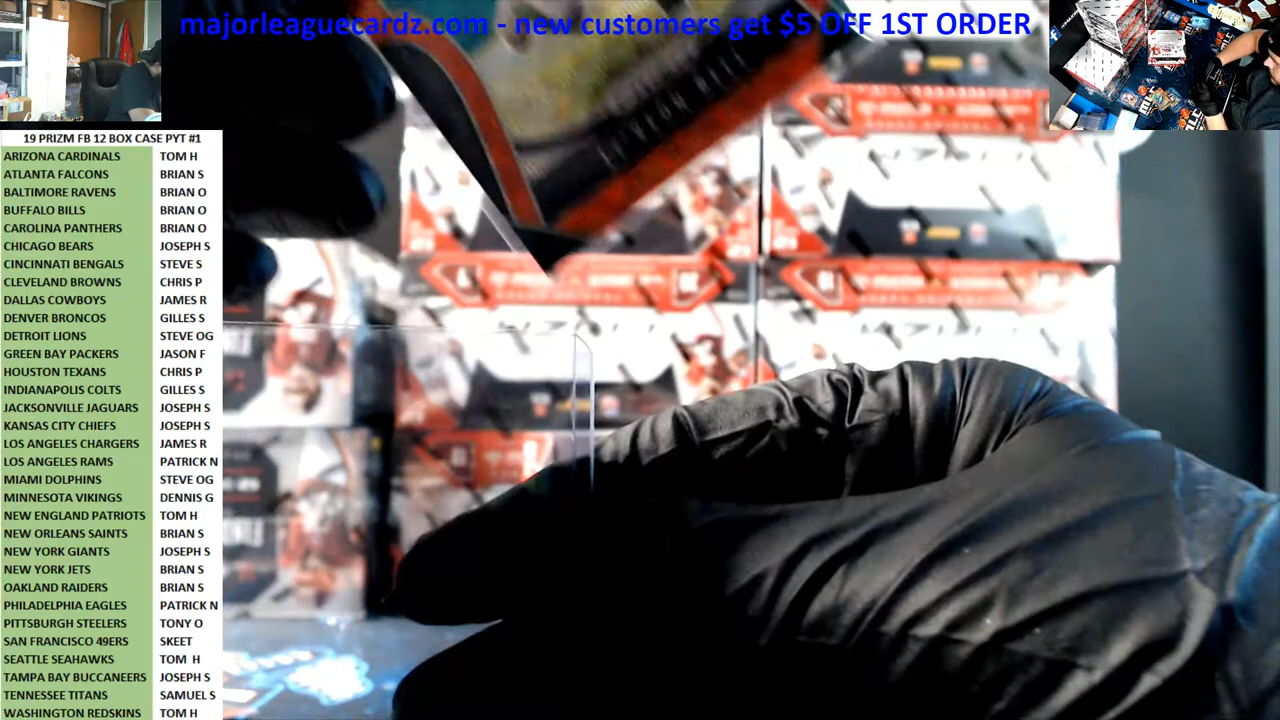 majorleaguecardz.com - new customers get $5 OFF 1ST ORDER
19 PRIZM FB 12 BOX CASE PYT #1
ARIZONA CARDINALS TOM H
ATLANTA FALCONS BRIAN S
BALTIMORE RAVENS BRIAN O
BUFFALO BILLS BRIAN O
CAROLINA PANTHERS BRIAN O
CHICAGO BEARS JOSEPH S
CINCINNATI BENGALS STEVE S
CLEVELAND BROWNS CHRIS P
DALLAS COWBOYS JAMES R
DENVER BRONCOS GILLES S
DETROIT LIONS STEVE OG
GREEN BAY PACKERS JASON F
HOUSTON TEXANS CHRIS P
INDIANAPOLIS COLTS GILLES S
JACKSONVILLE JAGUARS JOSEPH S
KANSAS CITY CHIEFS JOSEPH S
LOS ANGELES CHARGERS JAMES R
LOS ANGELES RAMS PATRICK N
MIAMI DOLPHINS STEVE OG
MINNESOTA VIKINGS DENNIS G
NEW ENGLAND PATRIOTS TOM H
NEW ORLEANS SAINTS BRIAN S
NEW YORK GIANTS JOSEPH S
NEW YORK JETS BRIAN S
OAKLAND RAIDERS BRIAN S
PHILADELPHIA EAGLES PATRICK N
PITTSBURGH STEELERS TONY O
SAN FRANCISCO 49ERS SKEET
SEATTLE SEAHAWKS TOM H
TAMPA BAY BUCCANEERS JOSEPH S
TENNESSEE TITANS SAMUEL S
WASHINGTON REDSKINS TOM H